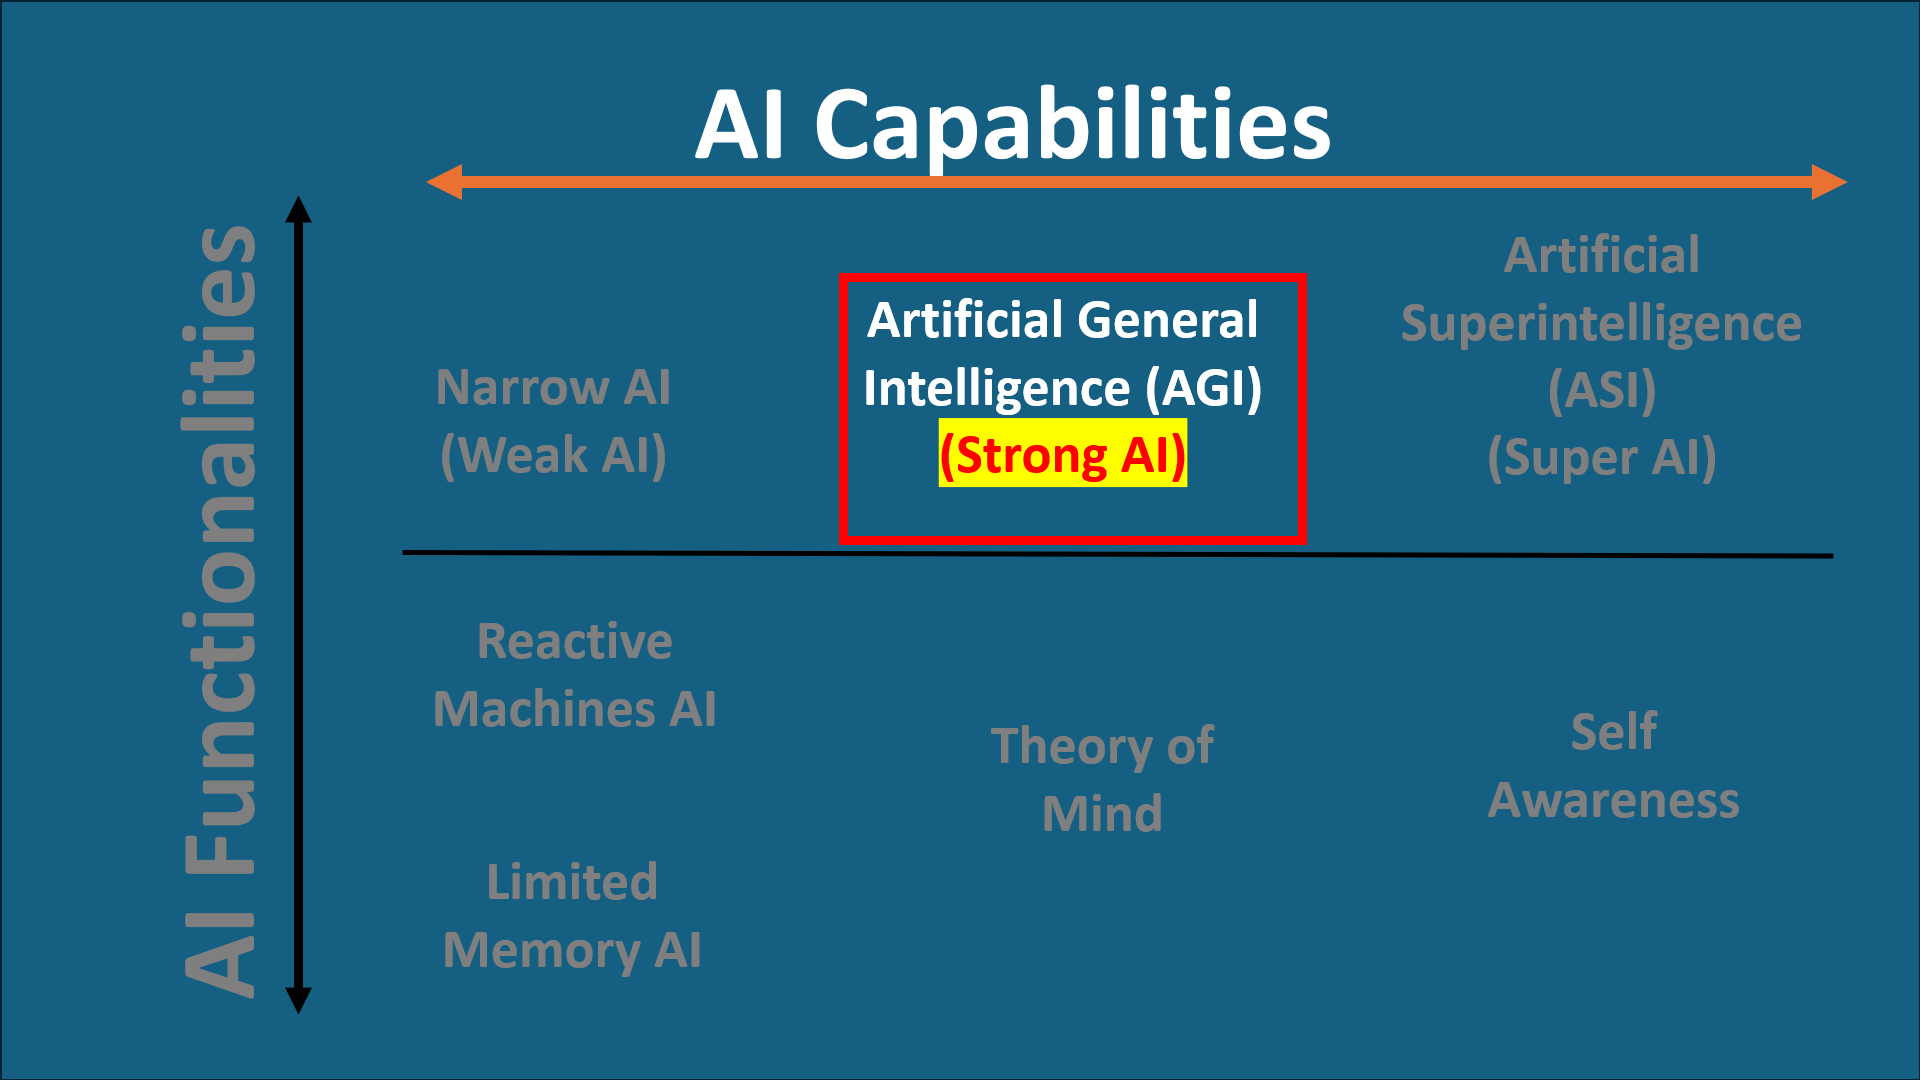 AI Capabilities
AI Functionalities
Narrow AI
(Weak AI)
Artificial General
Intelligence (AGI)
(Strong AI)
Artificial
Superintelligence
(ASI)
(Super AI)
Reactive
Machines AI
Limited
Memory AI
Theory of
Mind
Self
Awareness